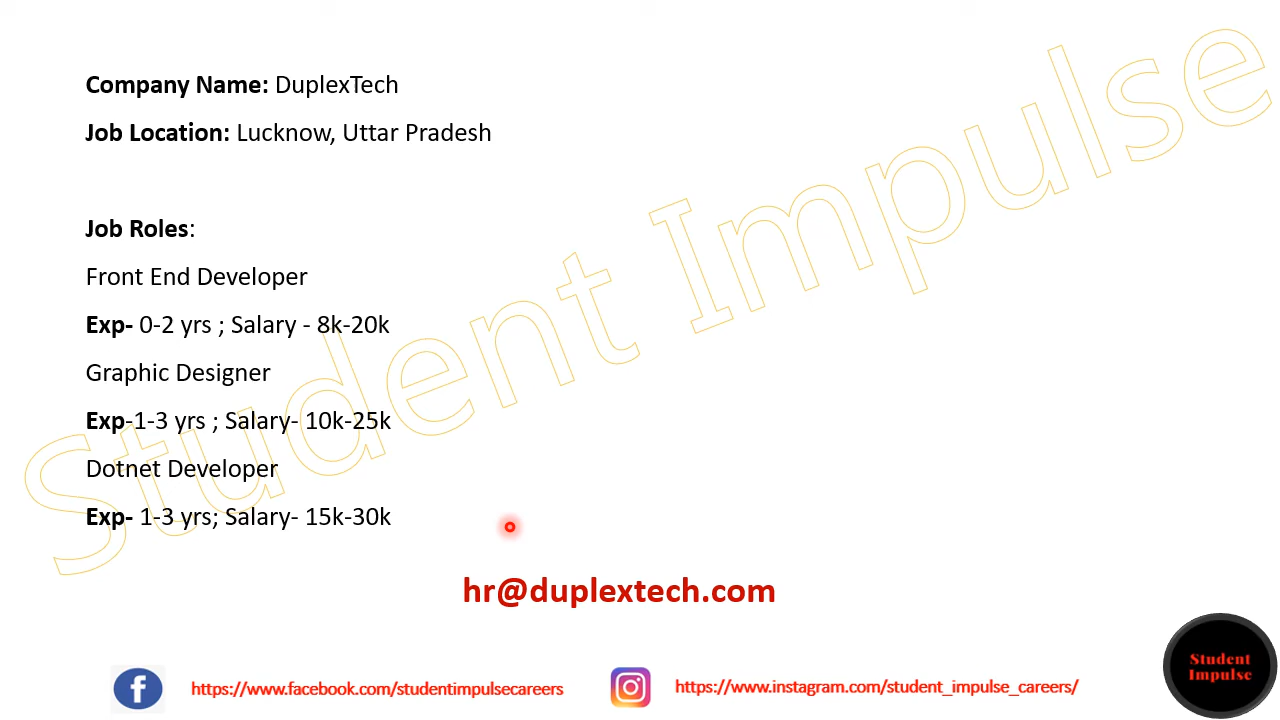 Company Name: DuplexTech
Job Location: Lucknow, Uttar Pradesh
Job Roles:
Front End Developer
Exp- 0-2 yrs ; Salary - 8k-20k
Graphic Designer
Exp-1-3 yrs ; Salary- 10k-25k
Dotnet Developer
Exp- 1-3 yrs; Salary- 15k-30k
hr@duplextech.com
https://www.facebook.com/studentimpulsecareers
https://www.instagram.com/student_impulse_careers/
Student
Impulse
Student Impulse